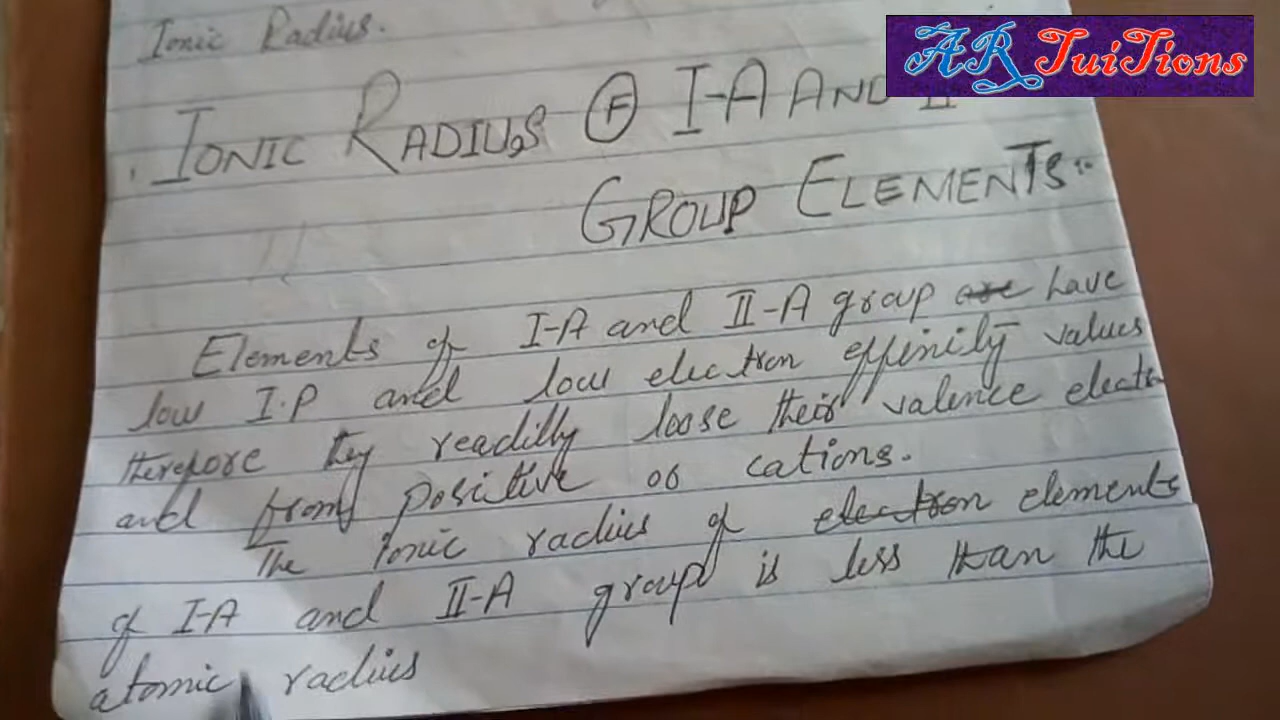 Ionic Radius.
AR TuiTions
IONIC RADIUS OF I-A AND II
GROUP ELEMENTS:-
Elements of I-A and II-A group are have
low I.P and low electron effinity values
therefore they readilly loose their valence electr
and from positive or cations.
The ionic radius of electron elements
of I-A and II-A group is less than the
atomic radius